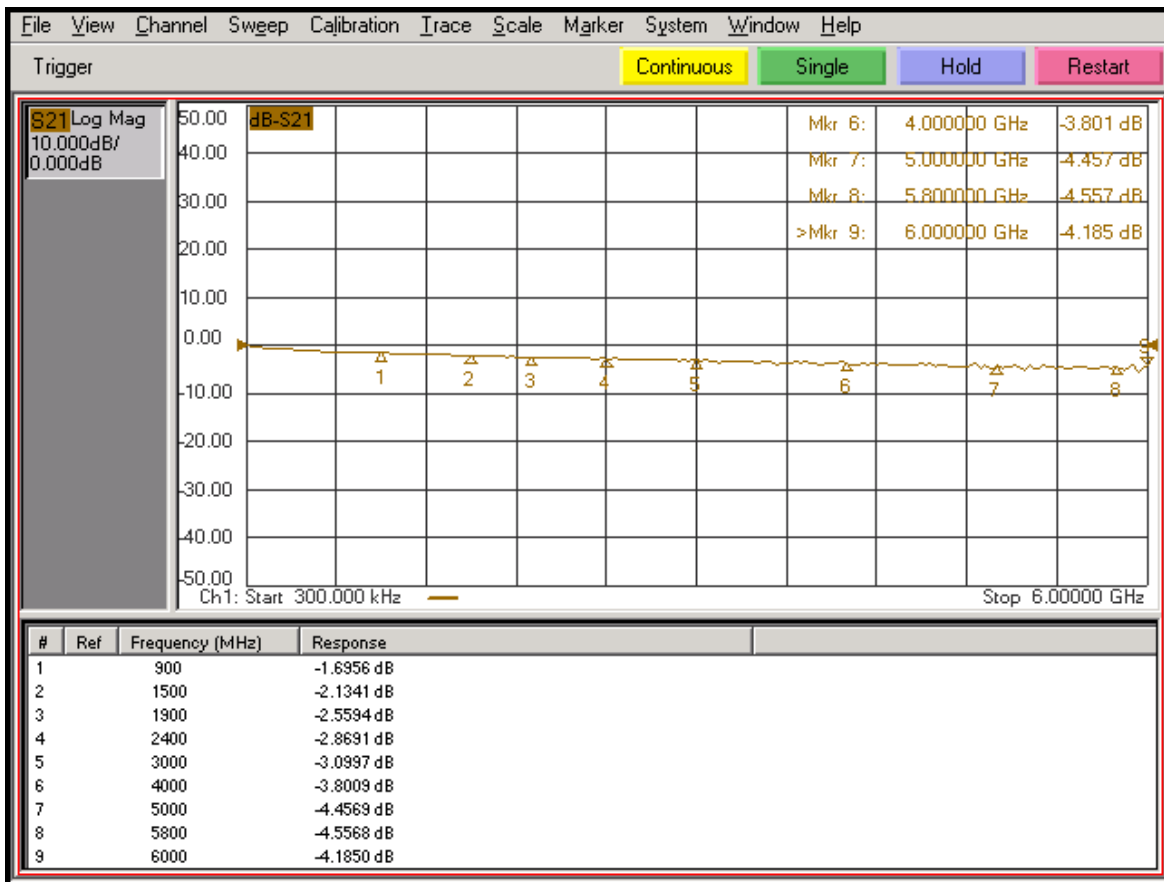 File View Channel Sweep Calibration Trace Scale Marker System Window Help
Trigger Continuous Single Hold Restart
S21 Log Mag
10.000dB/
0.000dB
dB-S21
50.00
40.00
30.00
20.00
10.00
0.00
-10.00
-20.00
-30.00
-40.00
-50.00
Mkr 6: 4.000000 GHz -3.801 dB
Mkr 7: 5.000000 GHz -4.457 dB
Mkr 8: 5.800000 GHz -4.557 dB
>Mkr 9: 6.000000 GHz -4.185 dB
1 2 3 4 5 6 7 8
Ch1: Start 300.000 kHz Stop 6.00000 GHz
# Ref Frequency (MHz) Response
1 900 -1.6956 dB
2 1500 -2.1341 dB
3 1900 -2.5594 dB
4 2400 -2.8691 dB
5 3000 -3.0997 dB
6 4000 -3.8009 dB
7 5000 -4.4569 dB
8 5800 -4.5568 dB
9 6000 -4.1850 dB